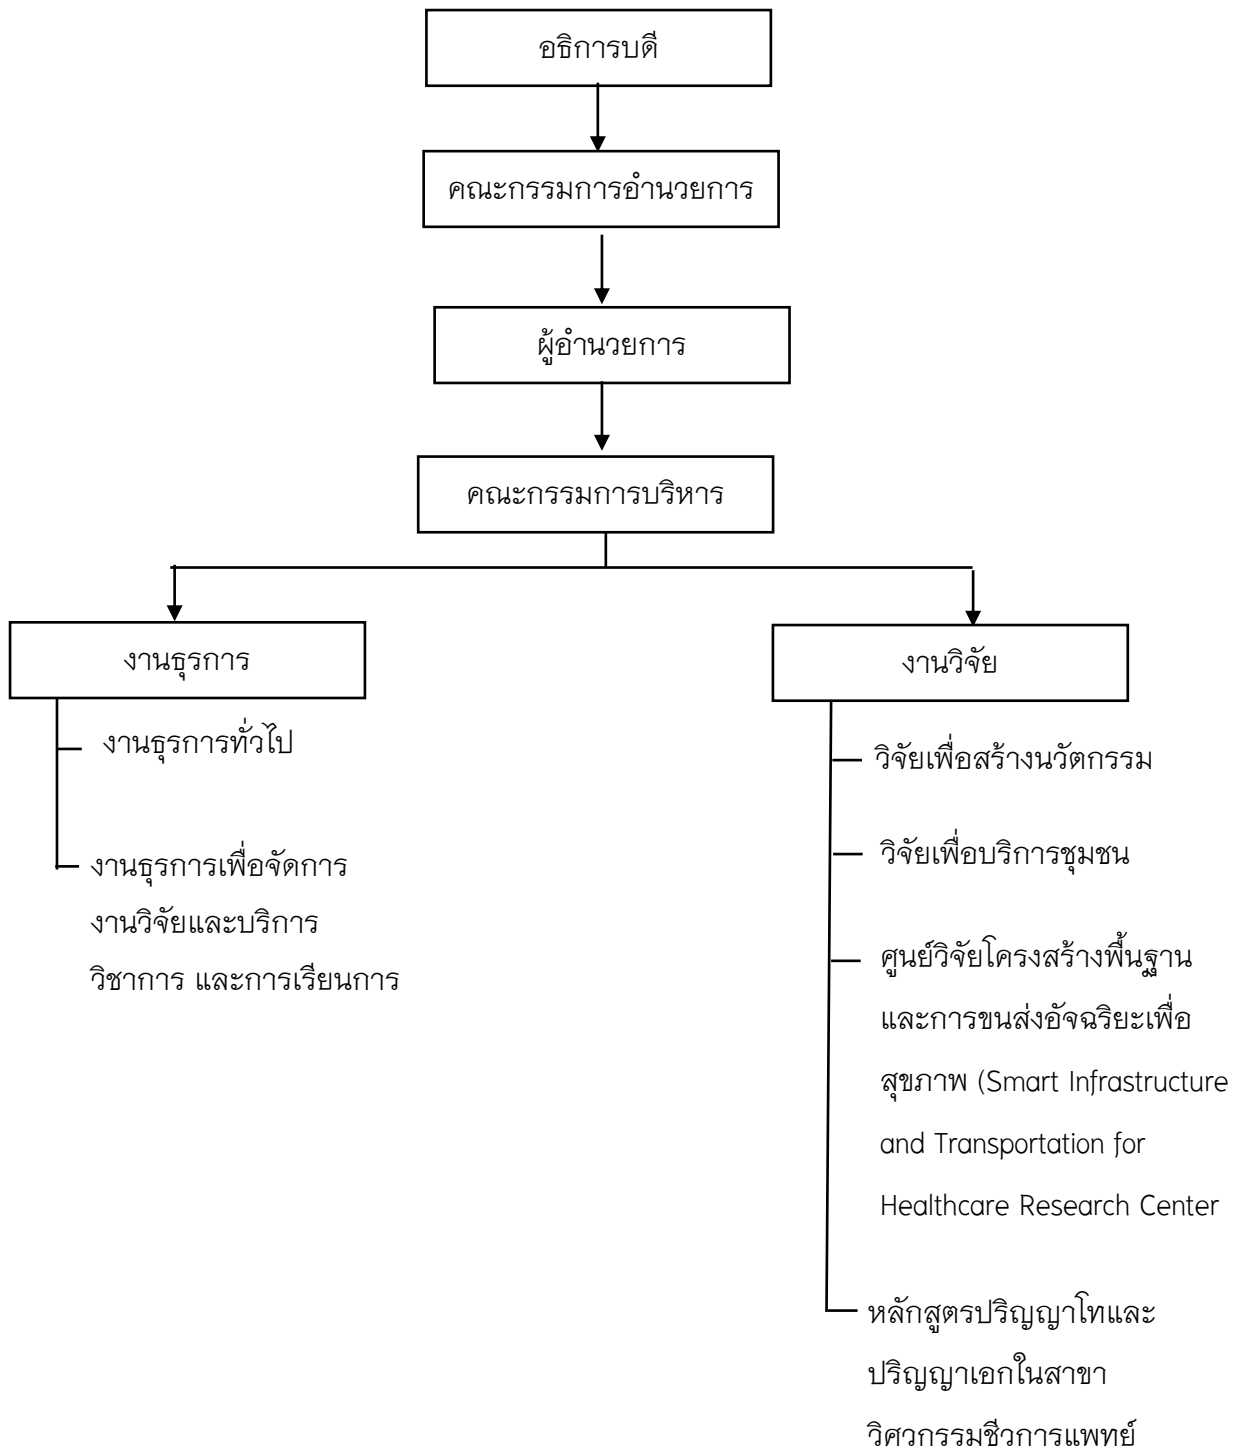 อธิการบดี
คณะกรรมการอำนวยการ
ผู้อำนวยการ
คณะกรรมการบริหาร
งานธุรการ
งานธุรการทั่วไป
งานธุรการเพื่อจัดการ
งานวิจัยและบริการ
วิชาการ และการเรียนการ
งานวิจัย
วิจัยเพื่อสร้างนวัตกรรม
วิจัยเพื่อบริการชุมชน
ศูนย์วิจัยโครงสร้างพื้นฐาน
และการขนส่งอัจฉริยะเพื่อ
สุขภาพ (Smart Infrastructure
and Transportation for
Healthcare Research Center
หลักสูตรปริญญาโทและ
ปริญญาเอกในสาขา
วิศวกรรมชีวการแพทย์